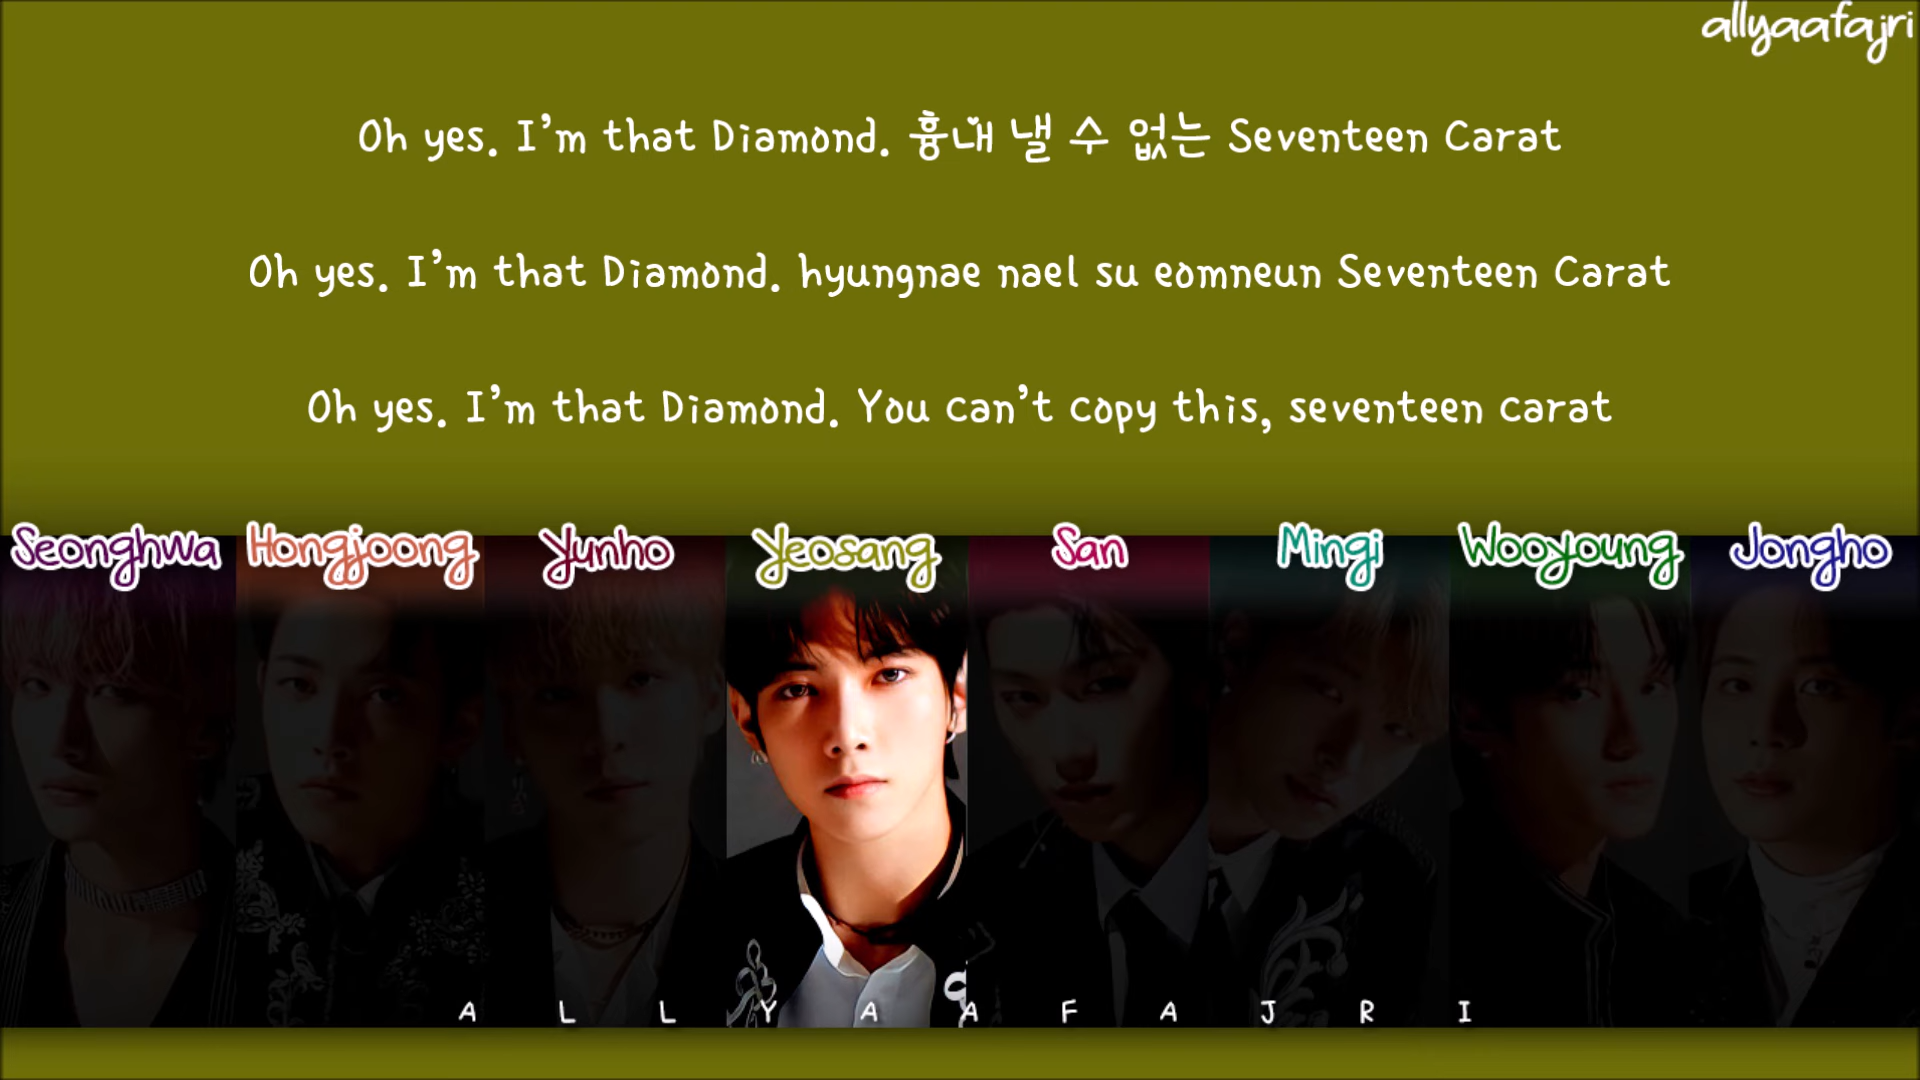 allyaafajri
Oh yes. I'm that Diamond. 흉내 낼 수 없는 Seventeen Carat
Oh yes. I'm that Diamond. hyungnae nael su eomneun Seventeen Carat
Oh yes. I'm that Diamond. You can't copy this, seventeen carat
Seonghwa Hongjoong Yunho Yeosang San Mingi Wooyoung Jongho
A L L Y A A F A J R I